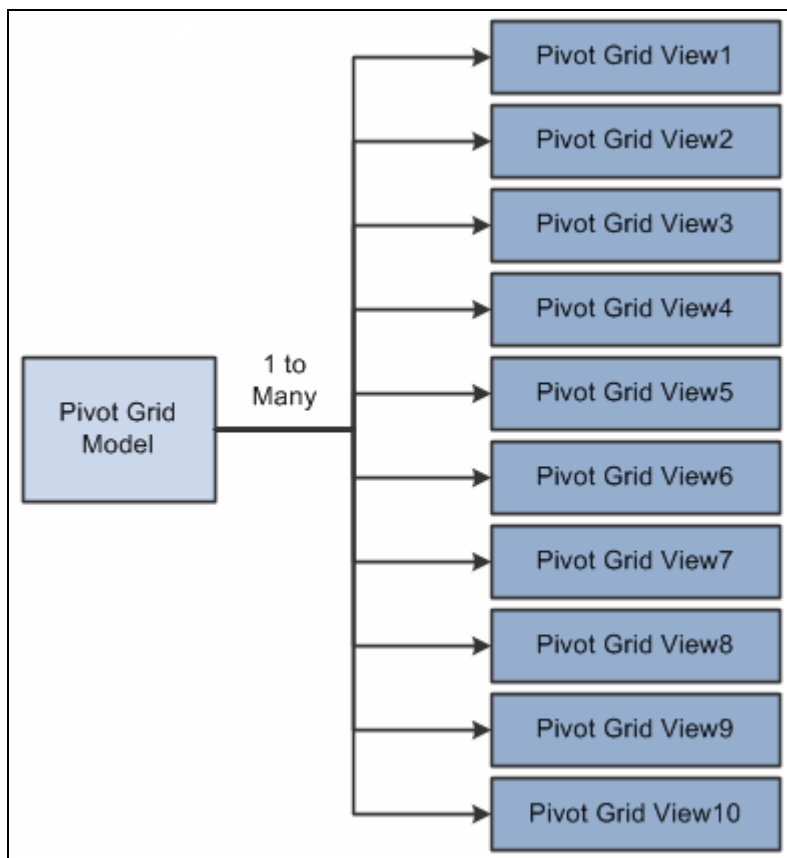 Pivot Grid View1
Pivot Grid View2
Pivot Grid View3
Pivot Grid View4
1 to
Many
Pivot Grid
Model
Pivot Grid View5
Pivot Grid View6
Pivot Grid View7
Pivot Grid View8
Pivot Grid View9
Pivot Grid View10